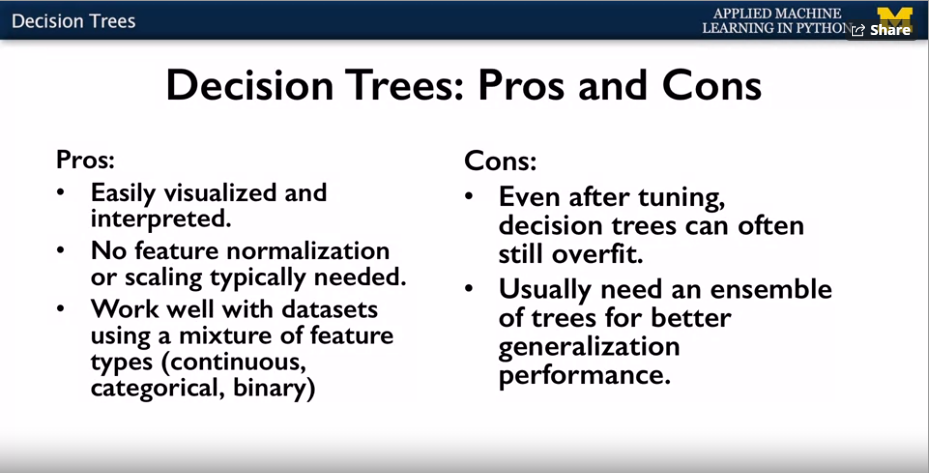 Decision Trees
APPLIED MACHINE
LEARNING IN PYTHON
Share
Decision Trees: Pros and Cons
Pros:
• Easily visualized and
interpreted.
• No feature normalization
or scaling typically needed.
• Work well with datasets
using a mixture of feature
types (continuous,
categorical, binary)
Cons:
• Even after tuning,
decision trees can often
still overfit.
• Usually need an ensemble
of trees for better
generalization
performance.